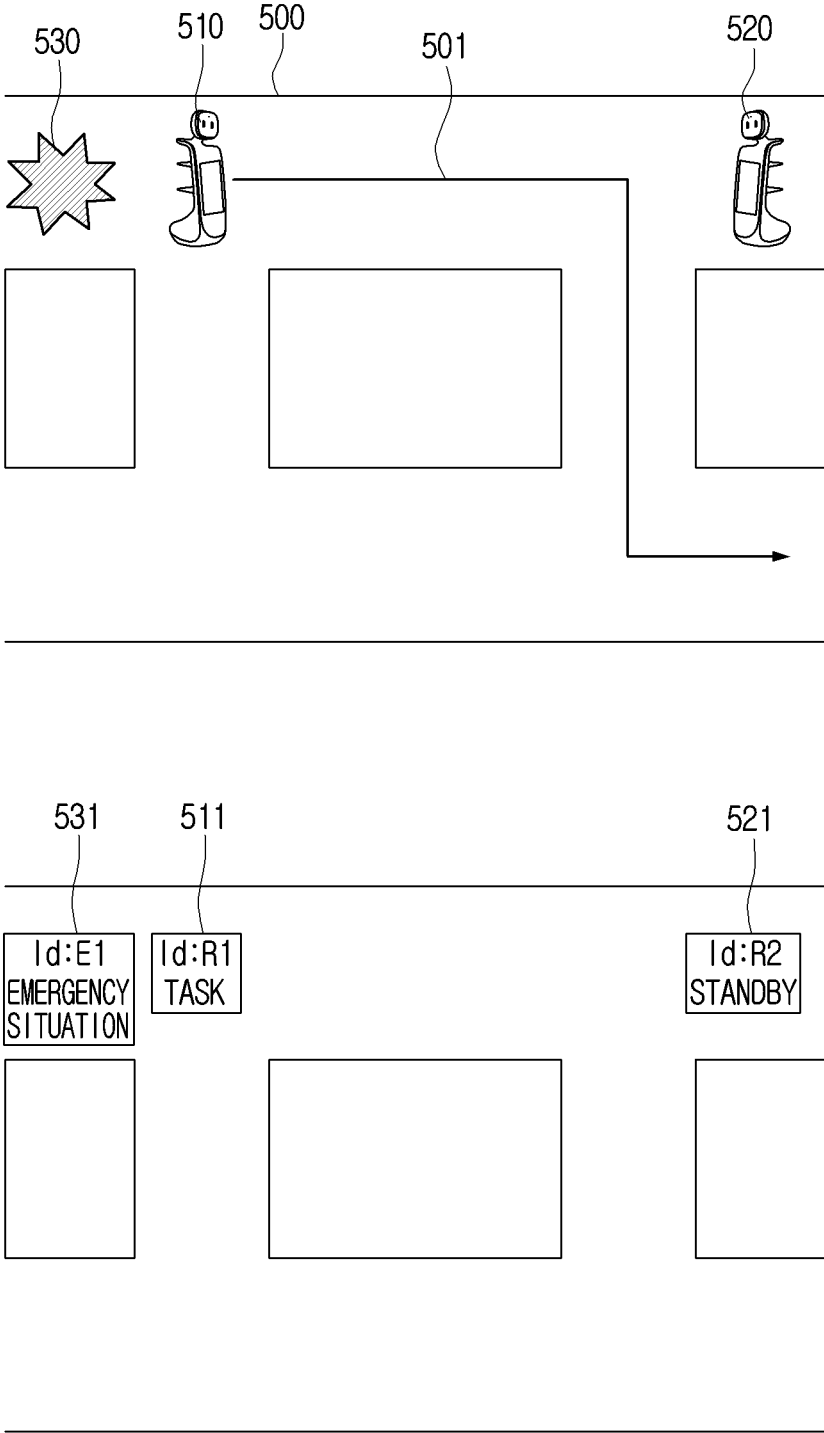 530
510
500
501
520
531
511
521
Id:E1
EMERGENCY
SITUATION
Id:R1
TASK
Id:R2
STANDBY